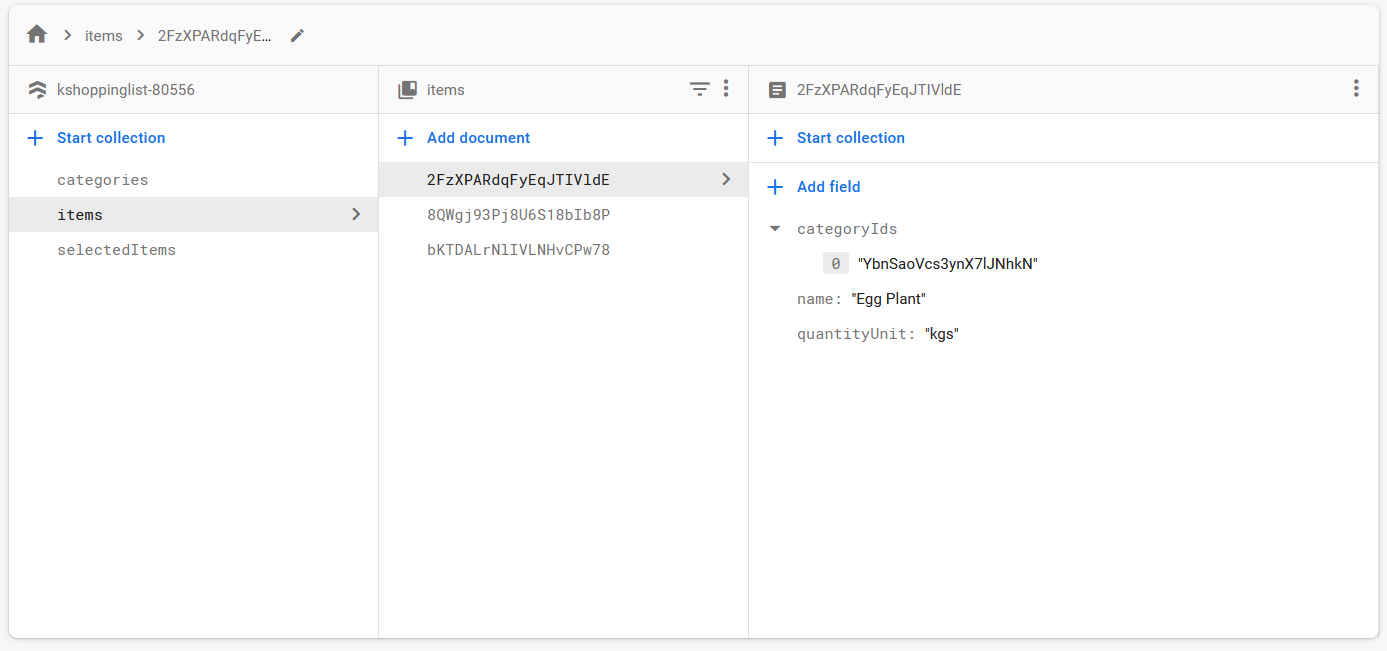 items
2FzXPARdqFyE...
kshoppinglist-80556
Start collection
categories
items
selectedItems
items
Add document
2FzXPARdqFyEqJTIVldE
8QWgj93Pj8U6S18bIb8P
bKTDALrNlIVLNHvCPw78
2FzXPARdqFyEqJTIVldE
Start collection
Add field
categoryIds
0 "YbnSaoVcs3ynX7lJNhkN"
name: "Egg Plant"
quantityUnit: "kgs"